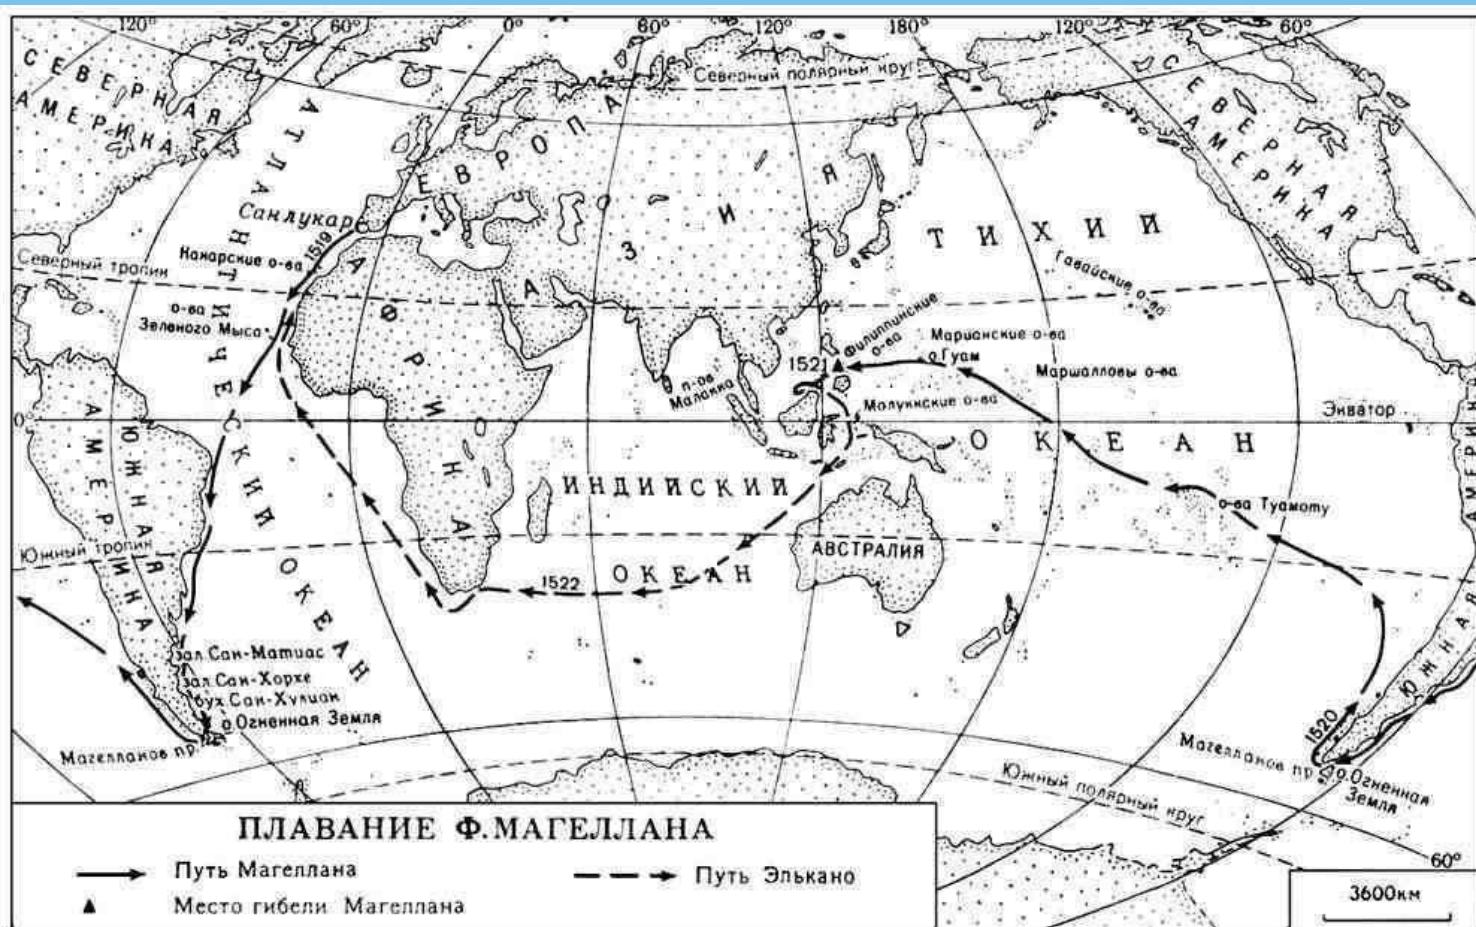 120°
60°
0°
60°
120°
180°
120°
60°
СЕВЕРНАЯ
АМЕРИКА
АТЛАНТИЧЕСКИЙ ОКЕАН
Северный полярный круг
СЕВЕРНАЯ
АМЕРИКА
ЕВРОПА
АЗИЯ
ТИХИЙ
Санлукар
1519
Канарские о-ва
Северный тропик
о-ва
Зеленого Мыса
АФРИКА
Гавайские о-ва
Филиппинские
о-ва
Марианские о-ва
о.Гуам
1521
Маршалловы о-ва
п-ов
Малакка
Молуккские о-ва
0°
Экватор
ОКЕАН
ЮЖНАЯ
АМЕРИКА
ИНДИЙСКИЙ
о-ва Туамоту
Южный тропик
АВСТРАЛИЯ
1522
ОКЕАН
ЮЖНАЯ
АМЕРИ
зал.Сан-Матиас
зал.Сан-Хорхе
бух.Сан-Хулиан
о.Огненная Земля
Магелланов пр.
1520
Магелланов пр.
о.Огненная
Земля
Южный полярный круг
60°
ПЛАВАНИЕ Ф.МАГЕЛЛАНА
Путь Магеллана
Путь Элькано
Место гибели Магеллана
3600км